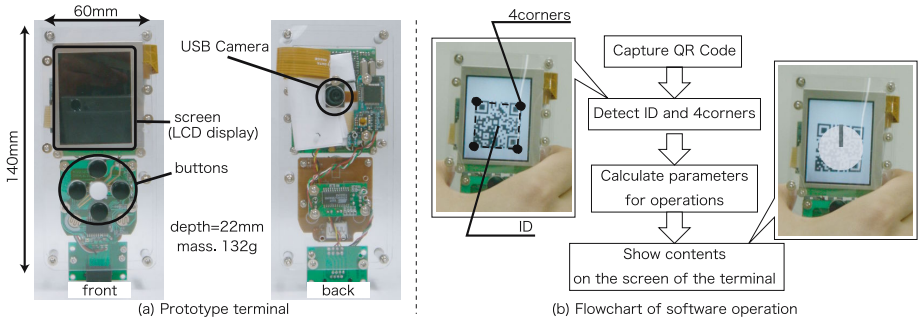 60mm
140mm
USB Camera
screen
(LCD display)
buttons
depth=22mm
mass. 132g
front
back
(a) Prototype terminal
4corners
ID
Capture QR Code
Detect ID and 4corners
Calculate parameters
for operations
Show contents
on the screen of the terminal
(b) Flowchart of software operation